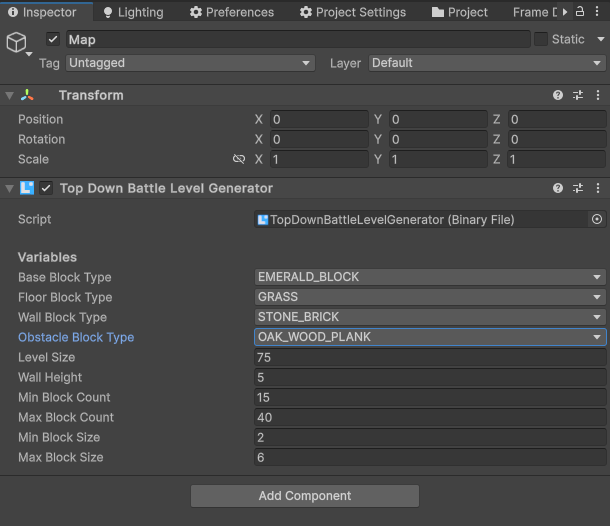 Inspector Lighting Preferences Project Settings Project Frame D
Map Static
Tag Untagged Layer Default
Transform
Position X 0 Y 0 Z 0
Rotation X 0 Y 0 Z 0
Scale X 1 Y 1 Z 1
Top Down Battle Level Generator
Script TopDownBattleLevelGenerator (Binary File)
Variables
Base Block Type EMERALD_BLOCK
Floor Block Type GRASS
Wall Block Type STONE_BRICK
Obstacle Block Type OAK_WOOD_PLANK
Level Size 75
Wall Height 5
Min Block Count 15
Max Block Count 40
Min Block Size 2
Max Block Size 6
Add Component